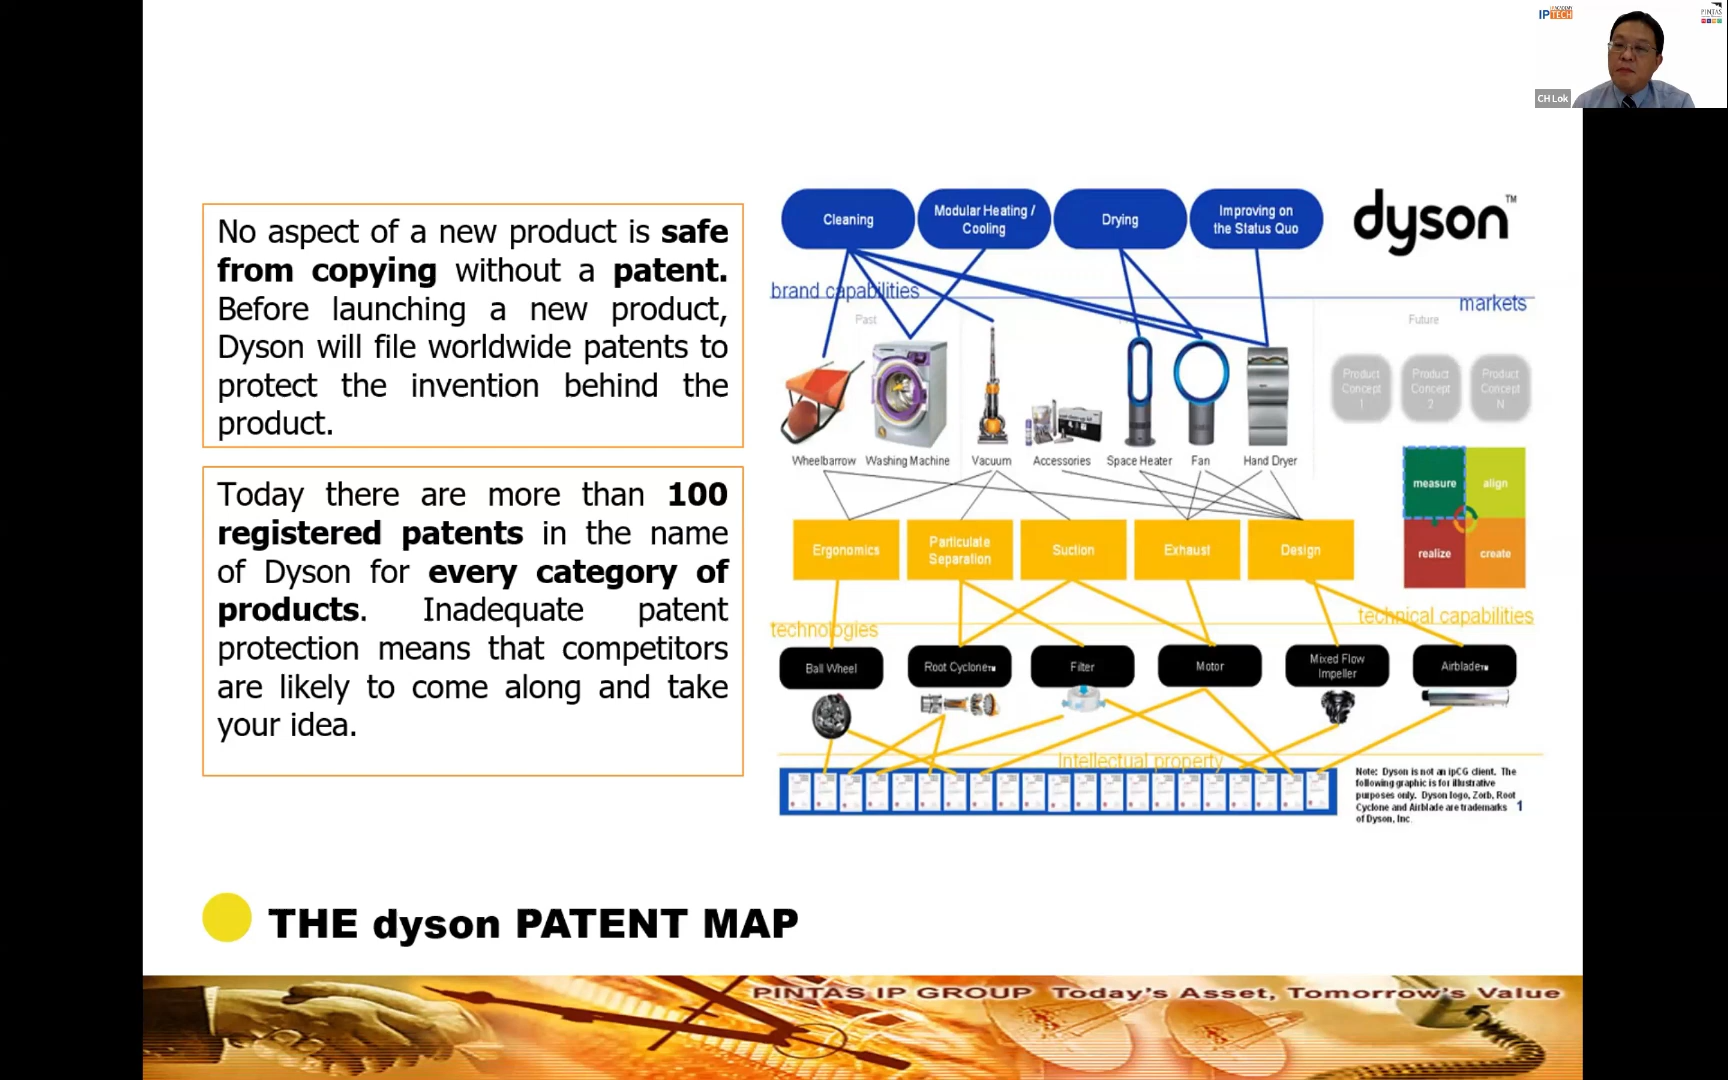 IP ACADEMY
IPTECH
PINTAS
CH Lok
No aspect of a new product is safe
from copying without a patent.
Before launching a new product,
Dyson will file worldwide patents to
protect the invention behind the
product.
Today there are more than 100
registered patents in the name
of Dyson for every category of
products. Inadequate patent
protection means that competitors
are likely to come along and take
your idea.
Cleaning
Modular Heating /
Cooling
Drying
Improving on
the Status Quo
dyson™
brand capabilities
markets
Past
Future
Product
Concept
1
Product
Concept
2
Product
Concept
N
Wheelbarrow
Washing Machine
Vacuum
Accessories
Space Heater
Fan
Hand Dryer
measure
align
realize
create
Ergonomics
Particulate
Separation
Suction
Exhaust
Design
technologies
technical capabilities
Ball Wheel
Root Cyclone™
Filter
Motor
Mixed Flow
Impeller
Airblade™
Intellectual property
Note: Dyson is not an ipCG client. The
following graphic is for illustrative
purposes only. Dyson logo, Zorb, Root
Cyclone and Airblade are trademarks
of Dyson, Inc.
1
THE dyson PATENT MAP
PINTAS IP GROUP Today's Asset, Tomorrow's Value